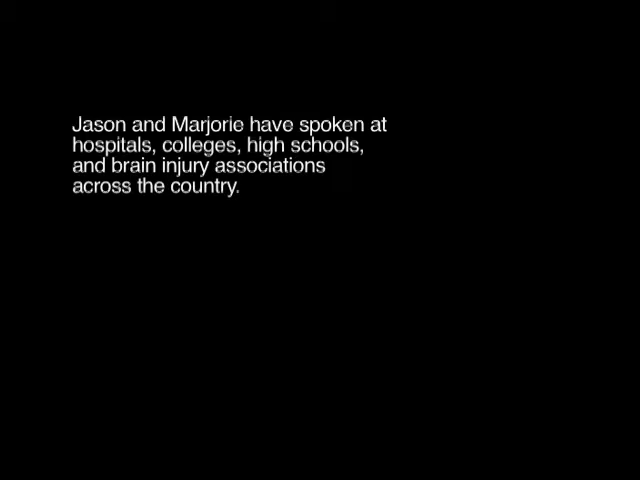 Jason and Marjorie have spoken at
hospitals, colleges, high schools,
and brain injury associations
across the country.